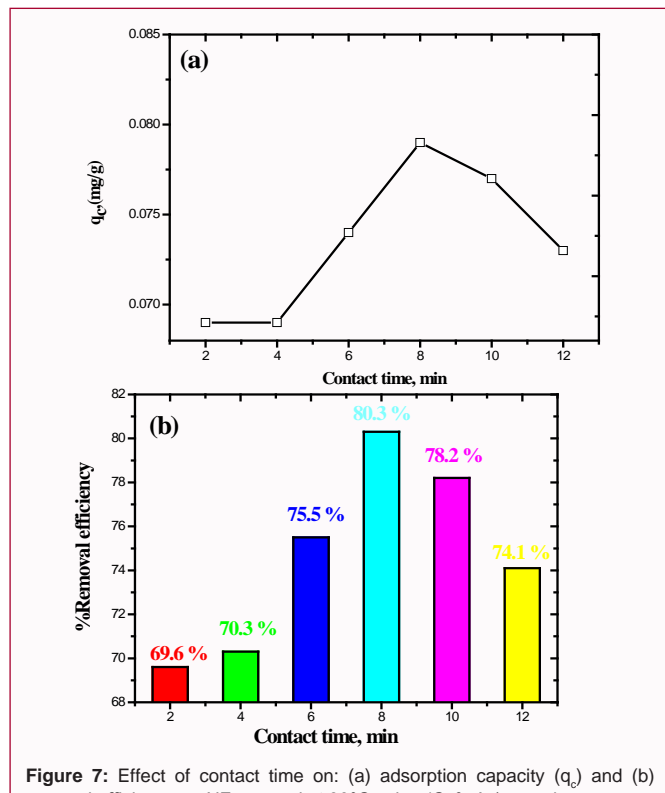 (a)
0.085
0.080
0.075
0.070
qc,(mg/g)
2 4 6 8 10 12
Contact time, min
(b)
82
80
78
76
74
72
70
68
%Removal efficiency
69.6 %
70.3 %
75.5 %
80.3 %
78.2 %
74.1 %
2 4 6 8 10 12
Contact time, min
Figure 7: Effect of contact time on: (a) adsorption capacity (qc) and (b)